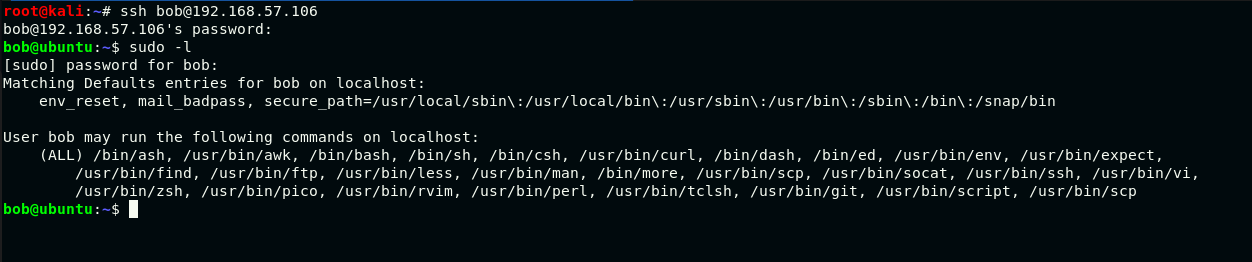 root@kali:~# ssh bob@192.168.57.106
bob@192.168.57.106's password:
bob@ubuntu:~$ sudo -l
[sudo] password for bob:
Matching Defaults entries for bob on localhost:
    env_reset, mail_badpass, secure_path=/usr/local/sbin\:/usr/local/bin\:/usr/sbin\:/usr/bin\:/sbin\:/bin\:/snap/bin

User bob may run the following commands on localhost:
    (ALL) /bin/ash, /usr/bin/awk, /bin/bash, /bin/sh, /bin/csh, /usr/bin/curl, /bin/dash, /bin/ed, /usr/bin/env, /usr/bin/expect,
        /usr/bin/find, /usr/bin/ftp, /usr/bin/less, /usr/bin/man, /bin/more, /usr/bin/scp, /usr/bin/socat, /usr/bin/ssh, /usr/bin/vi,
        /usr/bin/zsh, /usr/bin/pico, /usr/bin/rvim, /usr/bin/perl, /usr/bin/tclsh, /usr/bin/git, /usr/bin/script, /usr/bin/scp
bob@ubuntu:~$